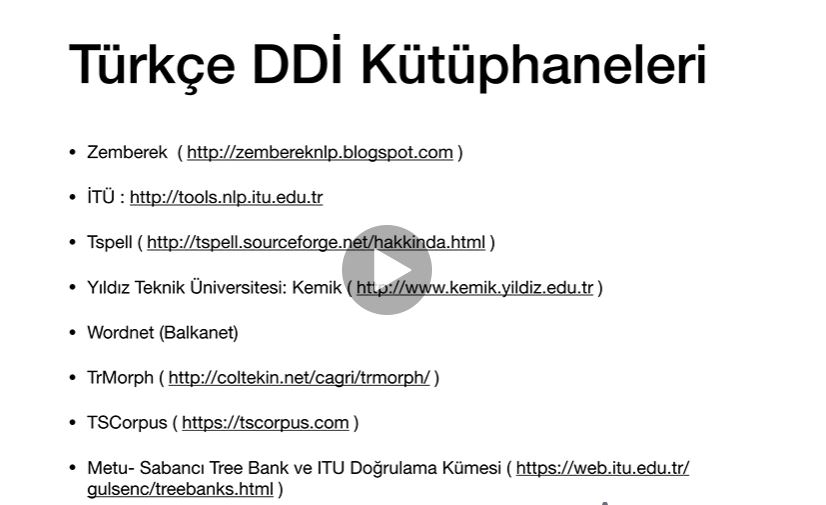 Türkçe DDİ Kütüphaneleri
• Zemberek ( http://zembereknlp.blogspot.com )
• İTÜ : http://tools.nlp.itu.edu.tr
• Tspell ( http://tspell.sourceforge.net/hakkinda.html )
• Yıldız Teknik Üniversitesi: Kemik ( http://www.kemik.yildiz.edu.tr )
• Wordnet (Balkanet)
• TrMorph ( http://coltekin.net/cagri/trmorph/ )
• TSCorpus ( https://tscorpus.com )
• Metu- Sabancı Tree Bank ve ITU Doğrulama Kümesi ( https://web.itu.edu.tr/
gulsenc/treebanks.html )